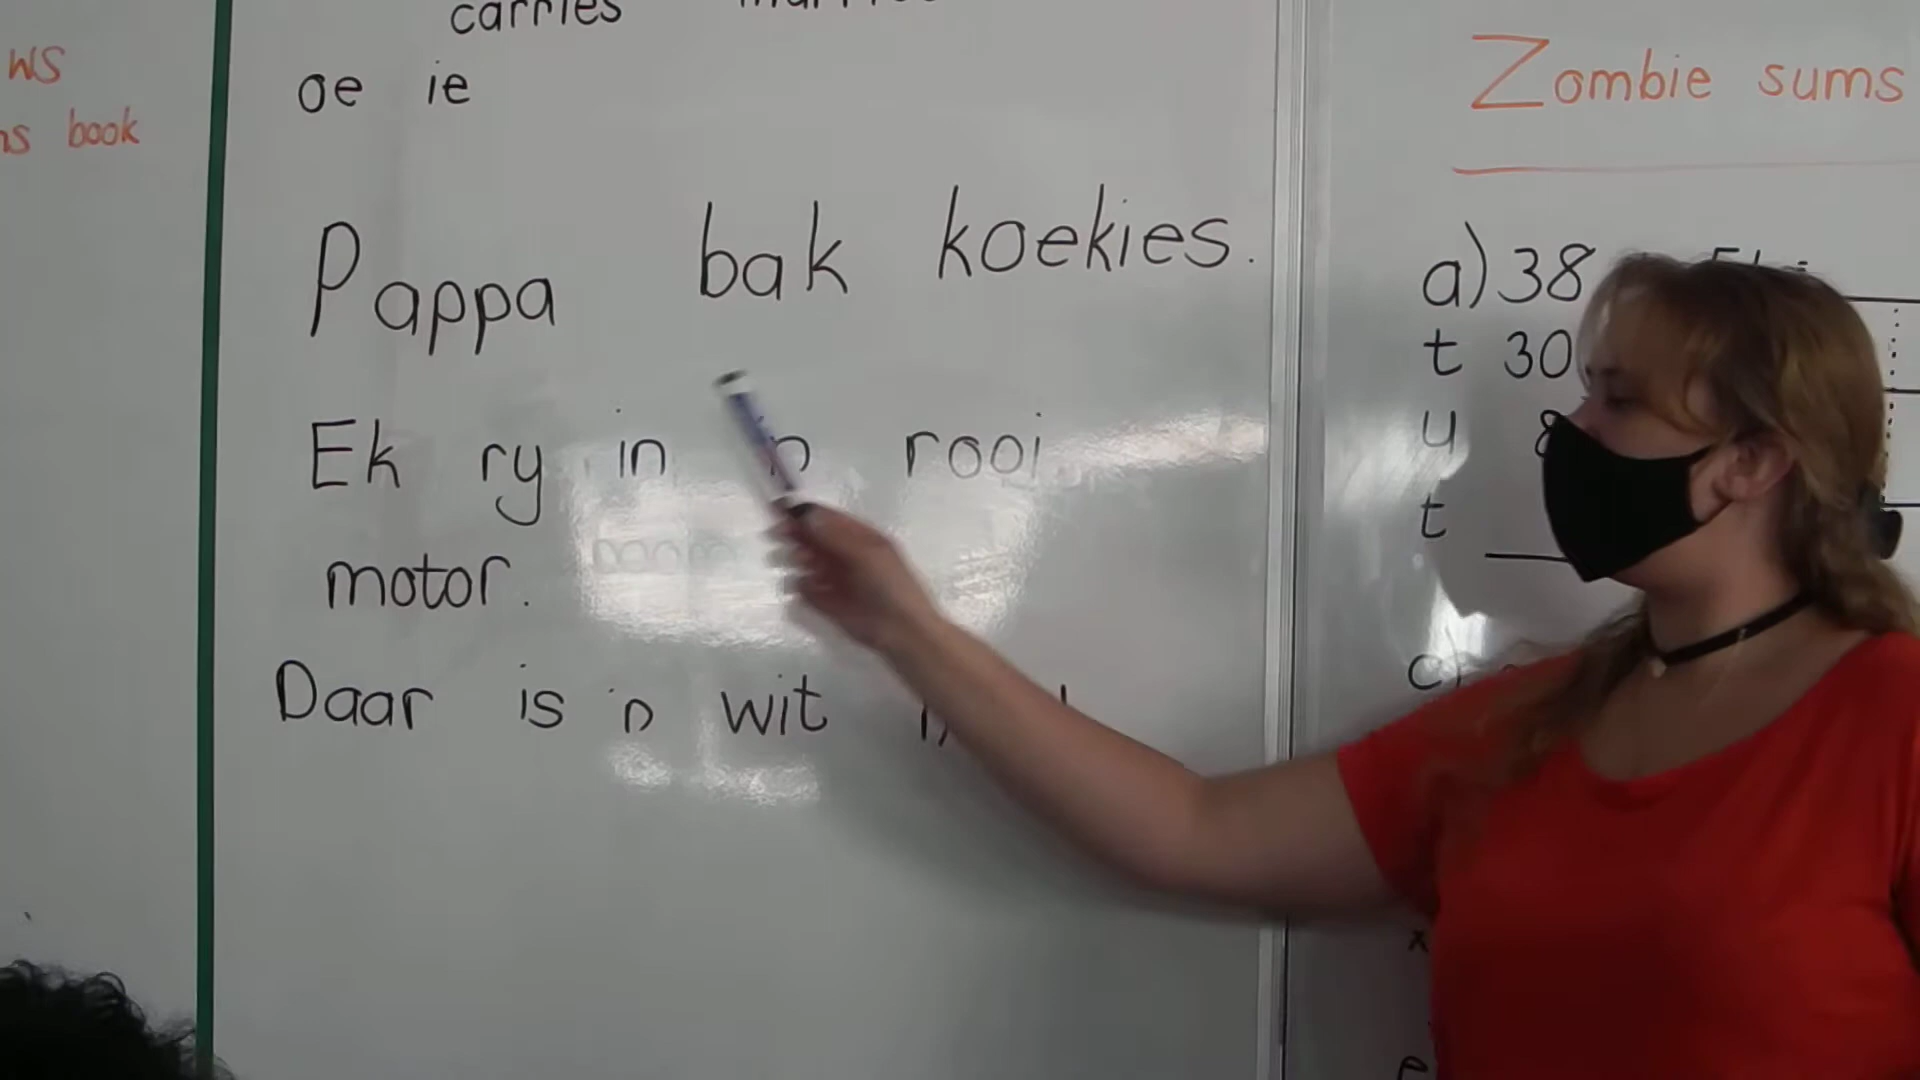 carries
WS
book
oe ie
Pappa bak koekies.
Ek ry in 'n rooi
motor.
Daar is 'n wit
Zombie sums
a) 38
t 30
u 8
t
c)